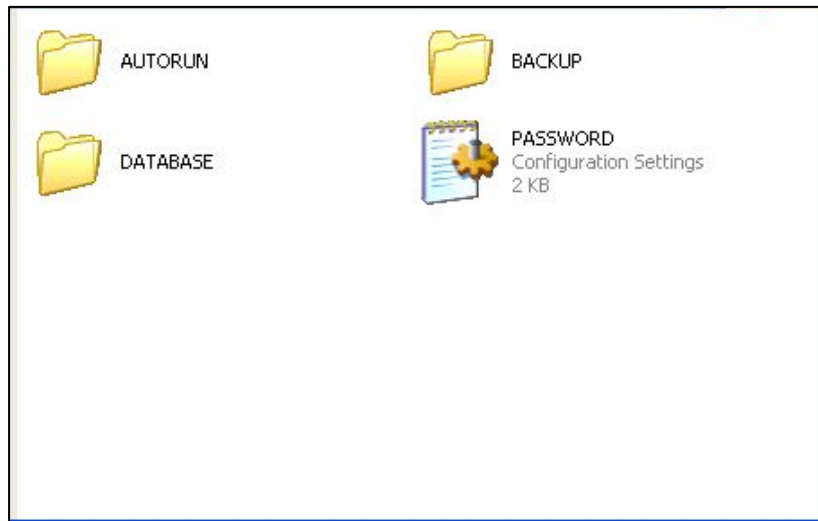 AUTORUN
BACKUP
DATABASE
PASSWORD
Configuration Settings
2 KB